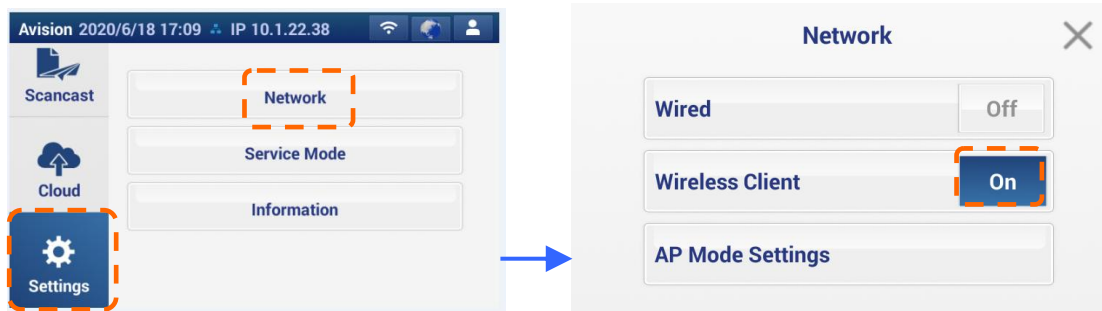 Avision 2020/6/18 17:09 IP 10.1.22.38
Scancast
Network
Service Mode
Cloud
Information
Settings
Network
Wired Off
Wireless Client On
AP Mode Settings